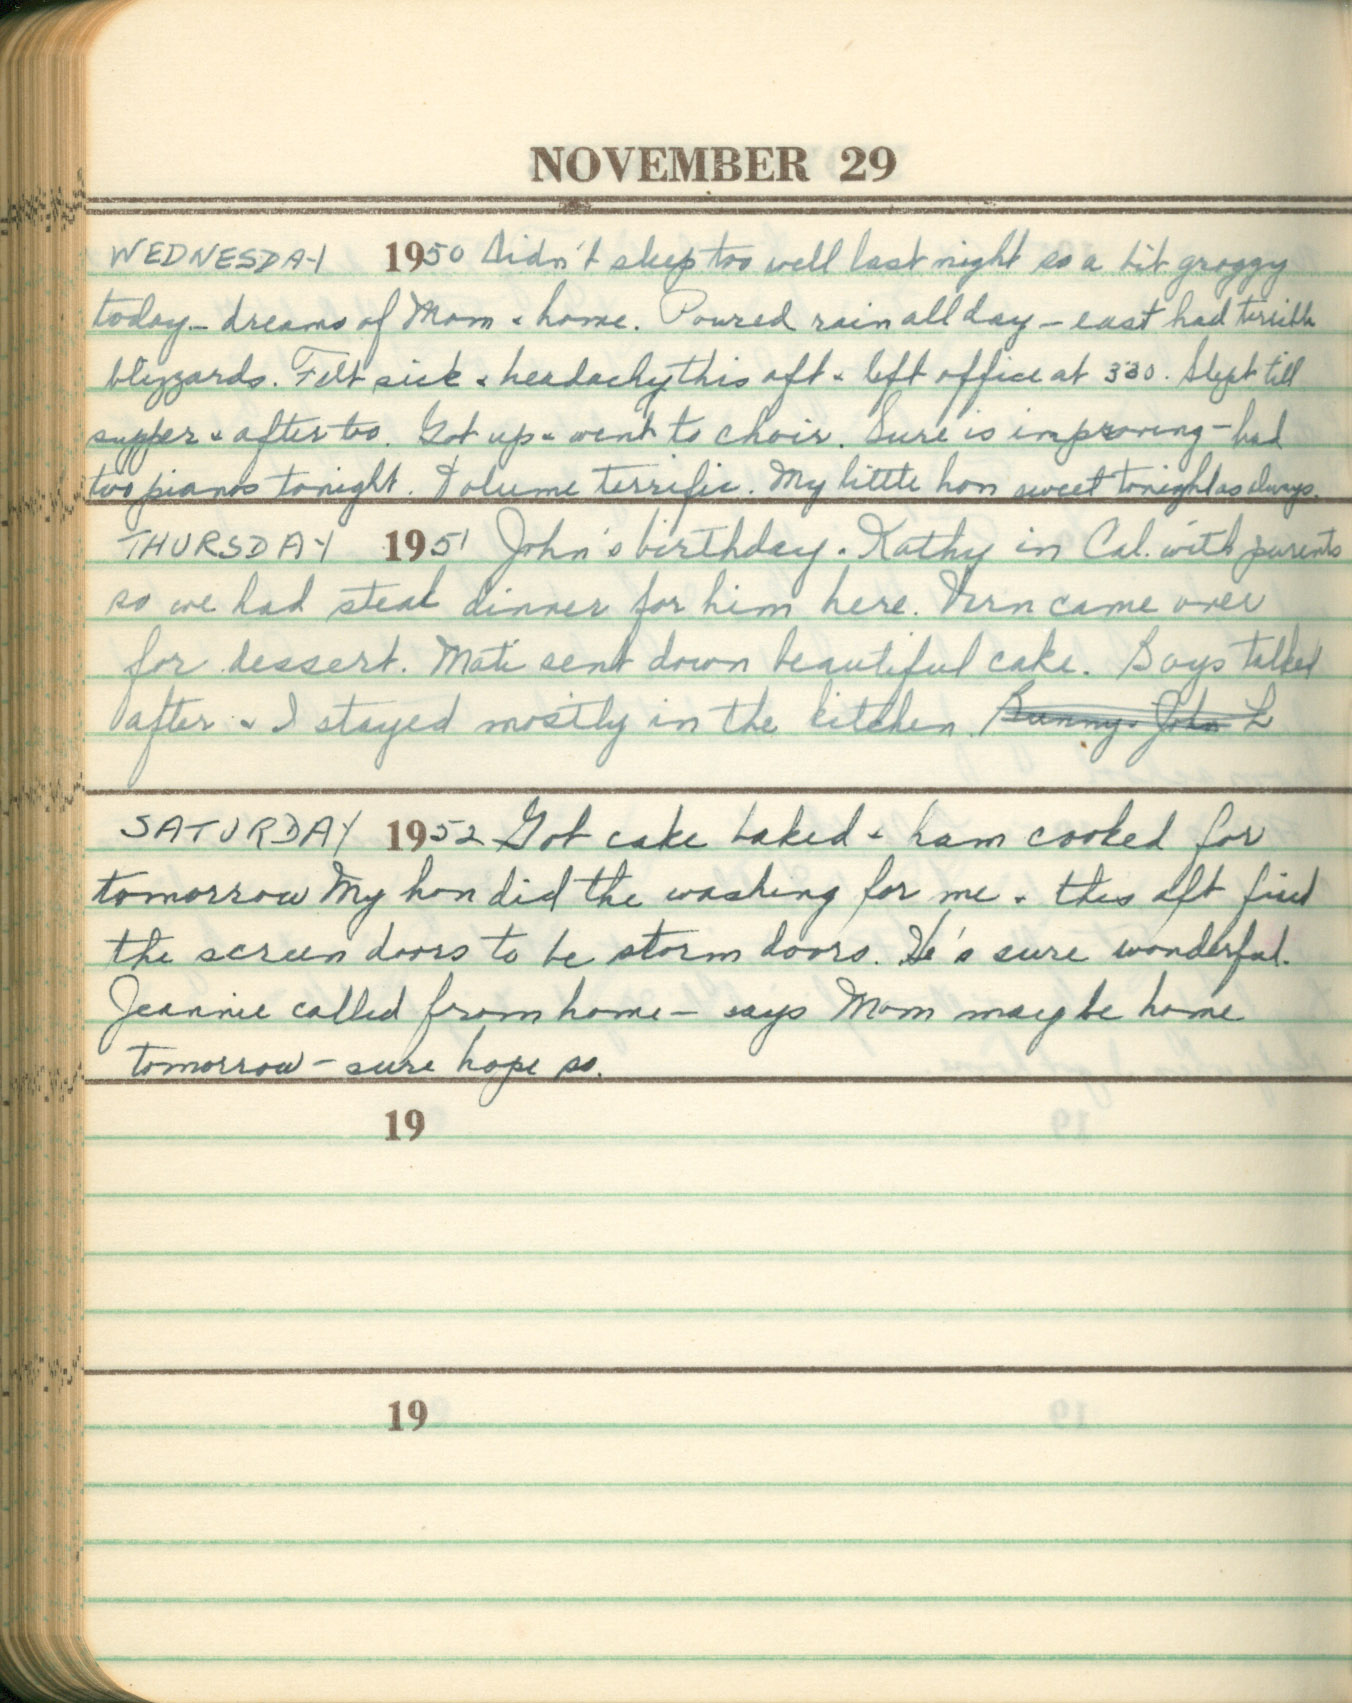 NOVEMBER 29
WEDNESDAY 1950 Didn't sleep too well last night so a bit groggy
today - dreams of Mom & home. Poured rain all day - east had terrible
blizzards. Felt sick & headachy this aft & left office at 330. Slept till
supper & after too. Got up & went to choir. Sure is improving - had
two pianos tonight. Volume terrific. My little hon sweet tonight as always.
THURSDAY 1951 John's birthday. Kathy in Cal. with parents
so we had steak dinner for him here. Vern came over
for dessert. Mati sent down beautiful cake. Boys talked
after & I stayed mostly in the kitchen. Bunny & John L
SATURDAY 1952 Got cake baked & ham cooked for
tomorrow My hon did the washing for me & this aft fixed
the screen doors to be storm doors. He's sure wonderful.
Jeannie called from home - says Mom may be home
tomorrow - sure hope so.
19
19